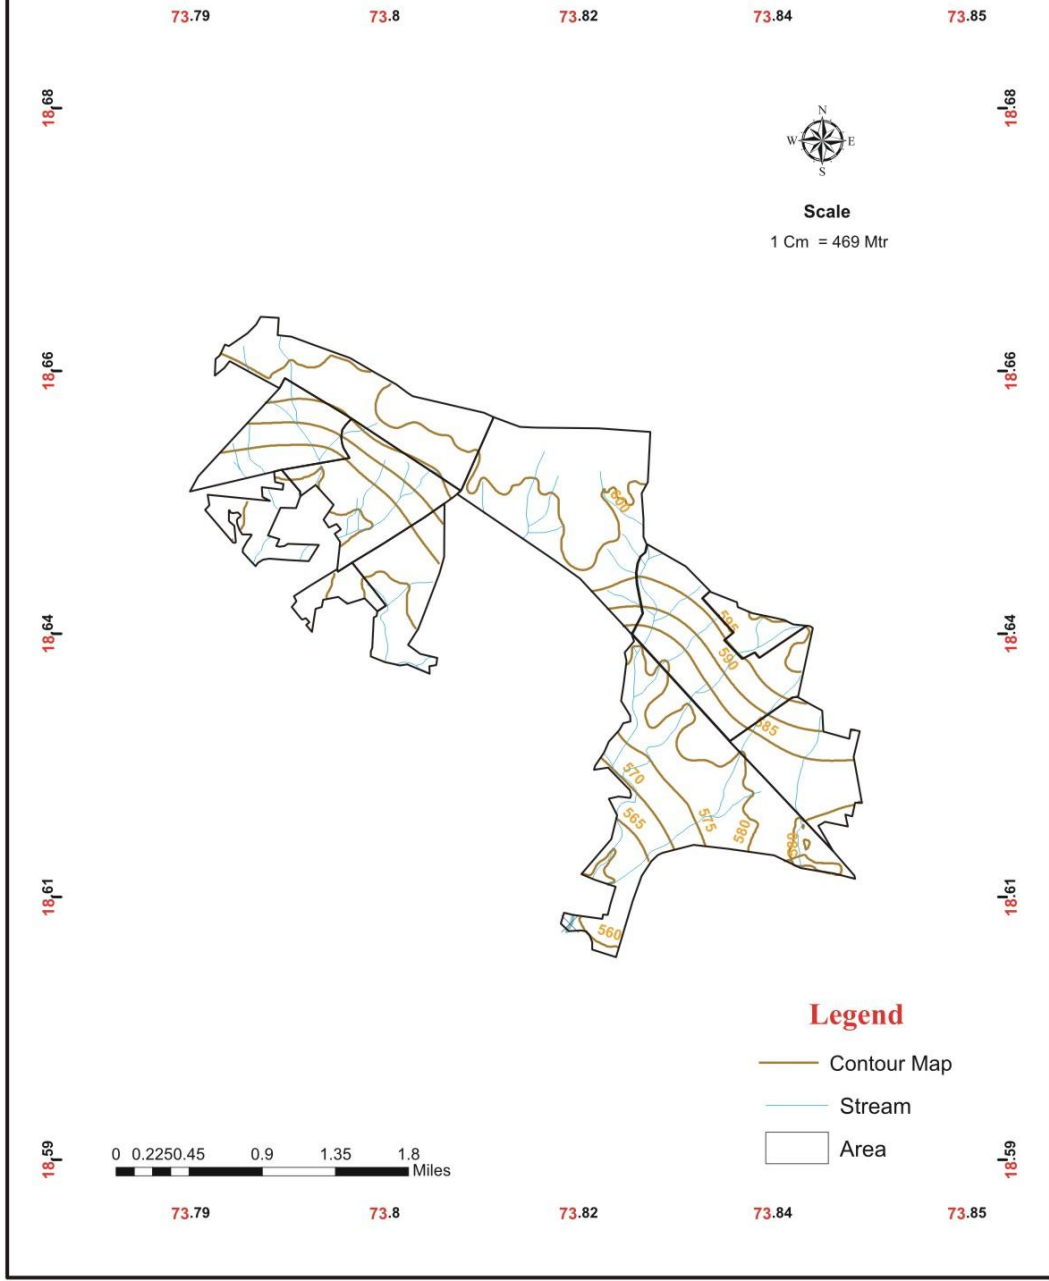 73.79 73.8 73.82 73.84 73.85
18.68 18.68
N
W E
S
Scale
1 Cm = 469 Mtr
18.66 18.66
600
595
18.64 18.64
590
585
570
565 575 580
580
18.61 18.61
560
Legend
Contour Map
Stream
Area
0 0.2250.45 0.9 1.35 1.8
Miles
18.59 18.59
73.79 73.8 73.82 73.84 73.85